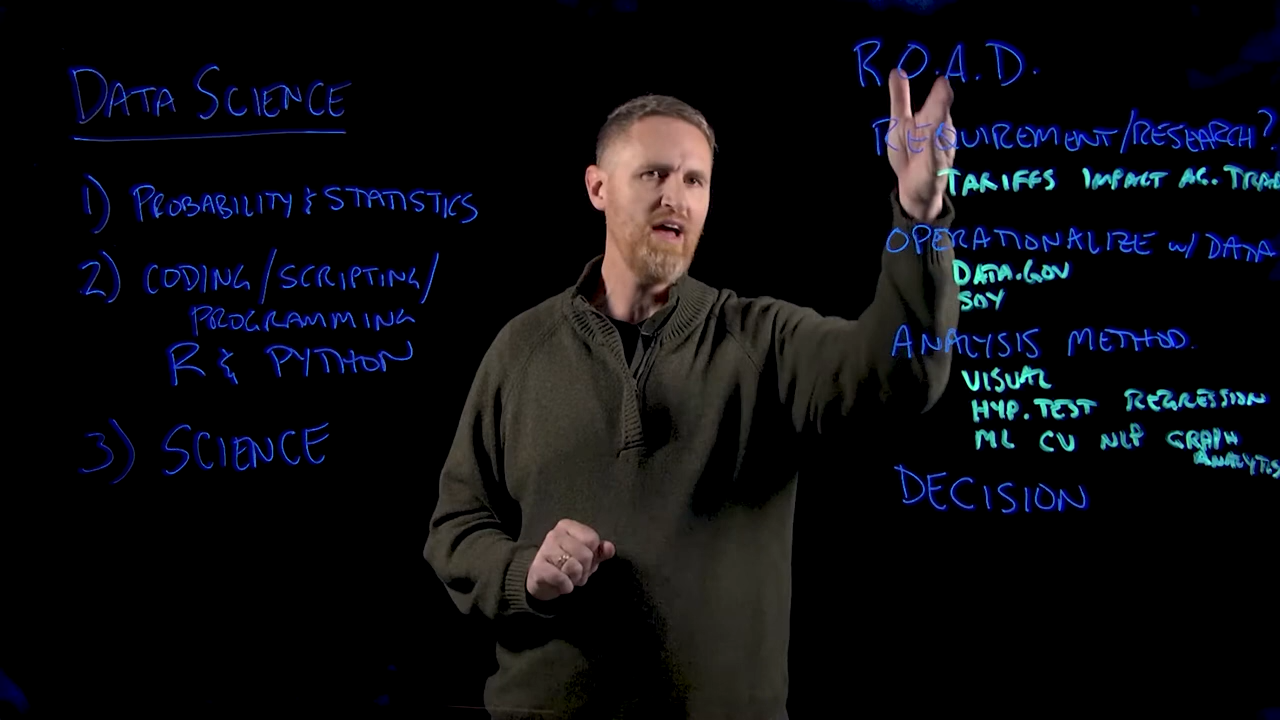 DATA SCIENCE
1) PROBABILITY & STATISTICS
2) CODING/SCRIPTING/
PROGRAMMING
R & PYTHON
3) SCIENCE
R.O.A.D.
REQUIREMENT/RESEARCH?
TARIFFS IMPACT AG. TRAD
OPERATIONALIZE W/ DATA
DATA.GOV
SOY
ANALYSIS METHOD.
VISUAL
HYP. TEST REGRESSION
ML CV NLP GRAPH
ANALYTICS
DECISION